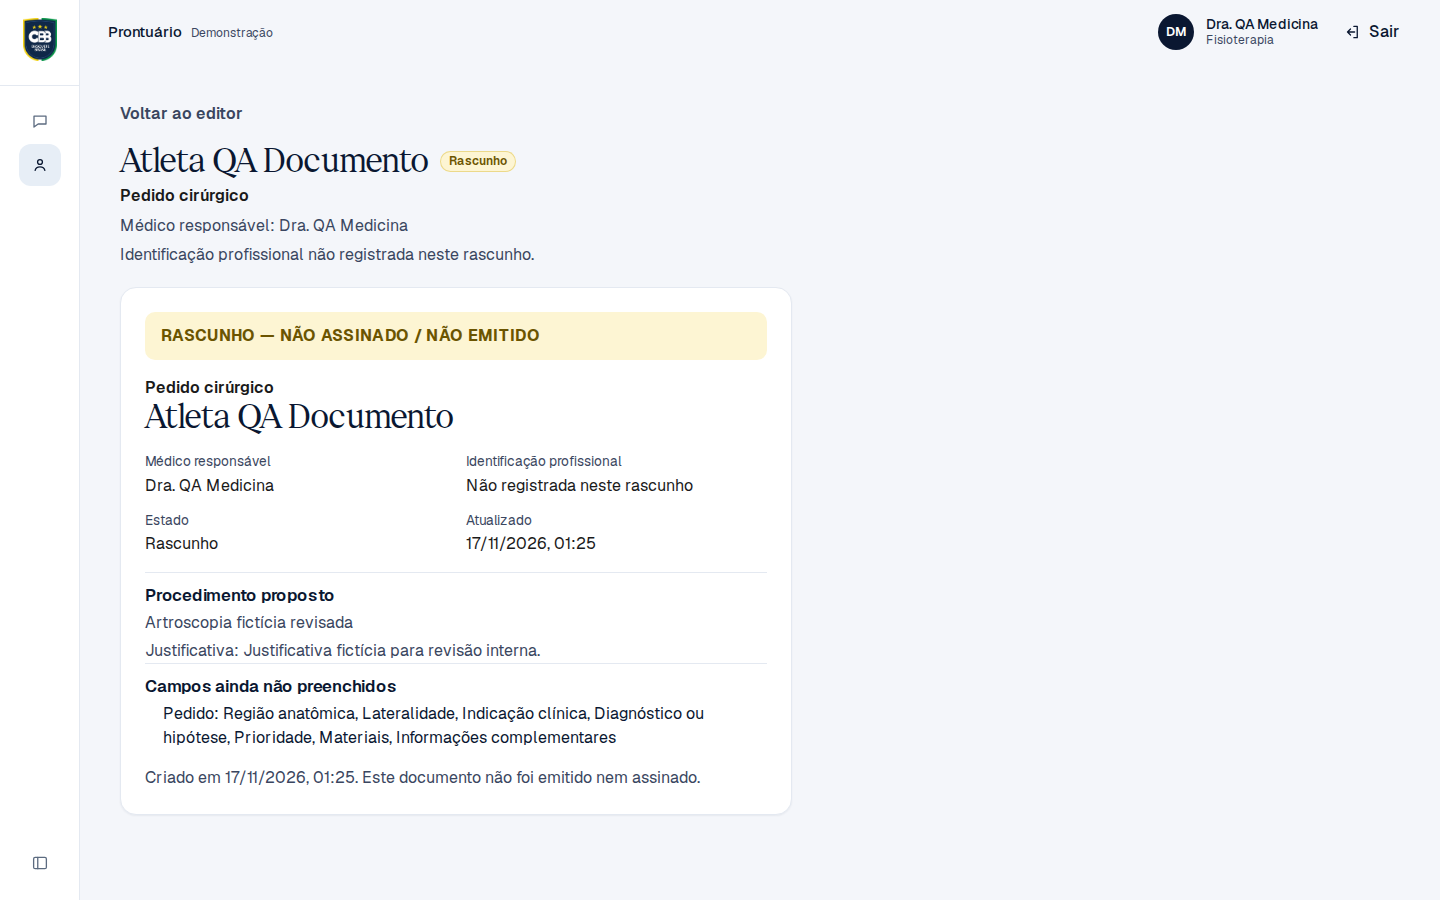 CBB
Prontuário Demonstração
DM
Dra. QA Medicina
Fisioterapia
Sair
Voltar ao editor
Atleta QA Documento Rascunho
Pedido cirúrgico
Médico responsável: Dra. QA Medicina
Identificação profissional não registrada neste rascunho.
RASCUNHO — NÃO ASSINADO / NÃO EMITIDO
Pedido cirúrgico
Atleta QA Documento
Médico responsável
Dra. QA Medicina
Identificação profissional
Não registrada neste rascunho
Estado
Rascunho
Atualizado
17/11/2026, 01:25
Procedimento proposto
Artroscopia fictícia revisada
Justificativa: Justificativa fictícia para revisão interna.
Campos ainda não preenchidos
Pedido: Região anatômica, Lateralidade, Indicação clínica, Diagnóstico ou
hipótese, Prioridade, Materiais, Informações complementares
Criado em 17/11/2026, 01:25. Este documento não foi emitido nem assinado.